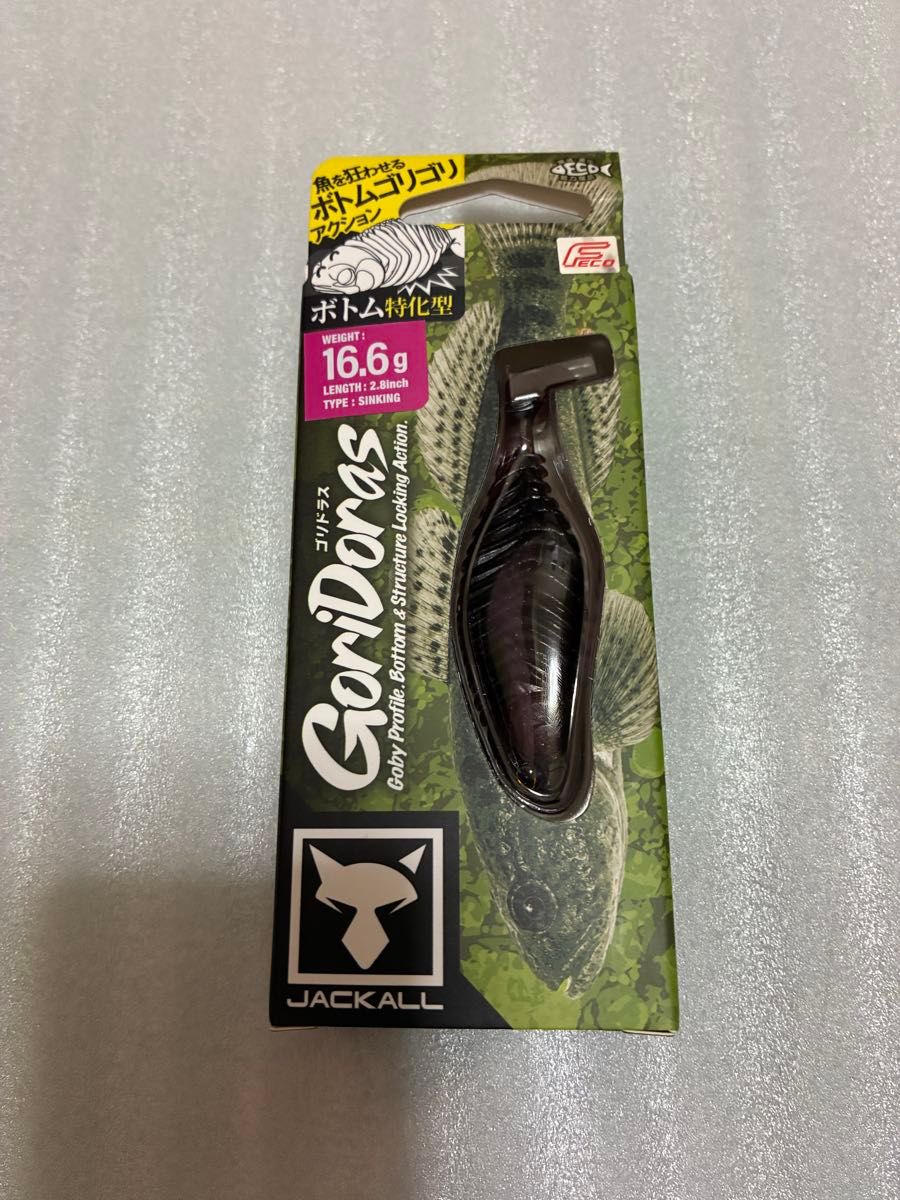 魚を狂わせる
ボトムゴリゴリ
アクション
ECO
FECO
ボトム特化型
WEIGHT:
16.6g
LENGTH : 2.8inch
TYPE : SINKING
ゴリドラス
GoriDoras
Goby Profile. Bottom & Structure Locking Action.
JACKALL